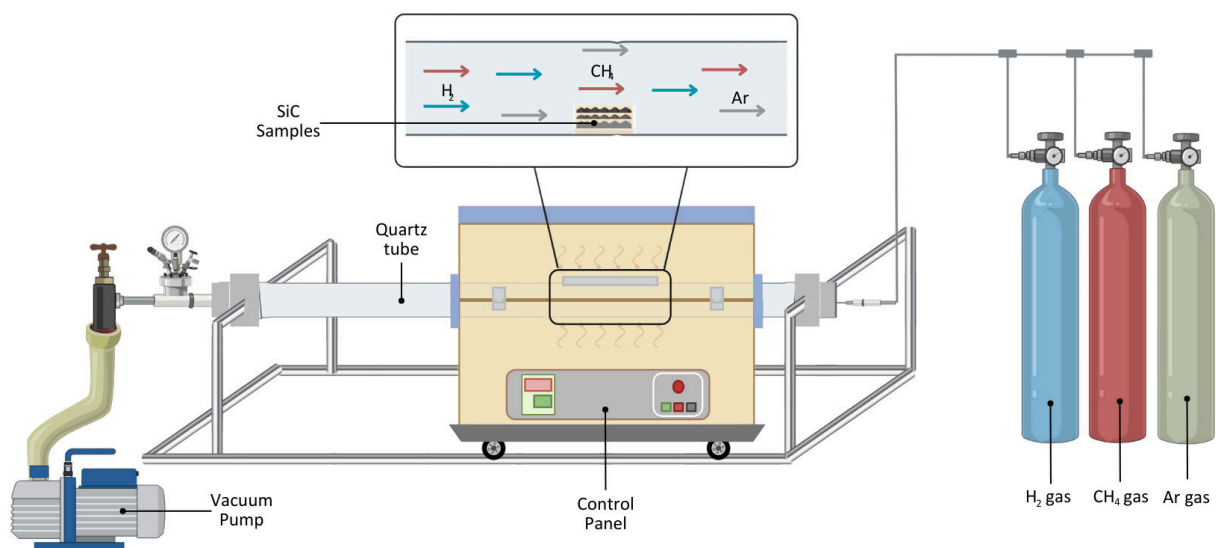 CH₄
H₂
Ar
SiC
Samples
Quartz
tube
Vacuum
Pump
Control
Panel
H₂ gas
CH₄ gas
Ar gas